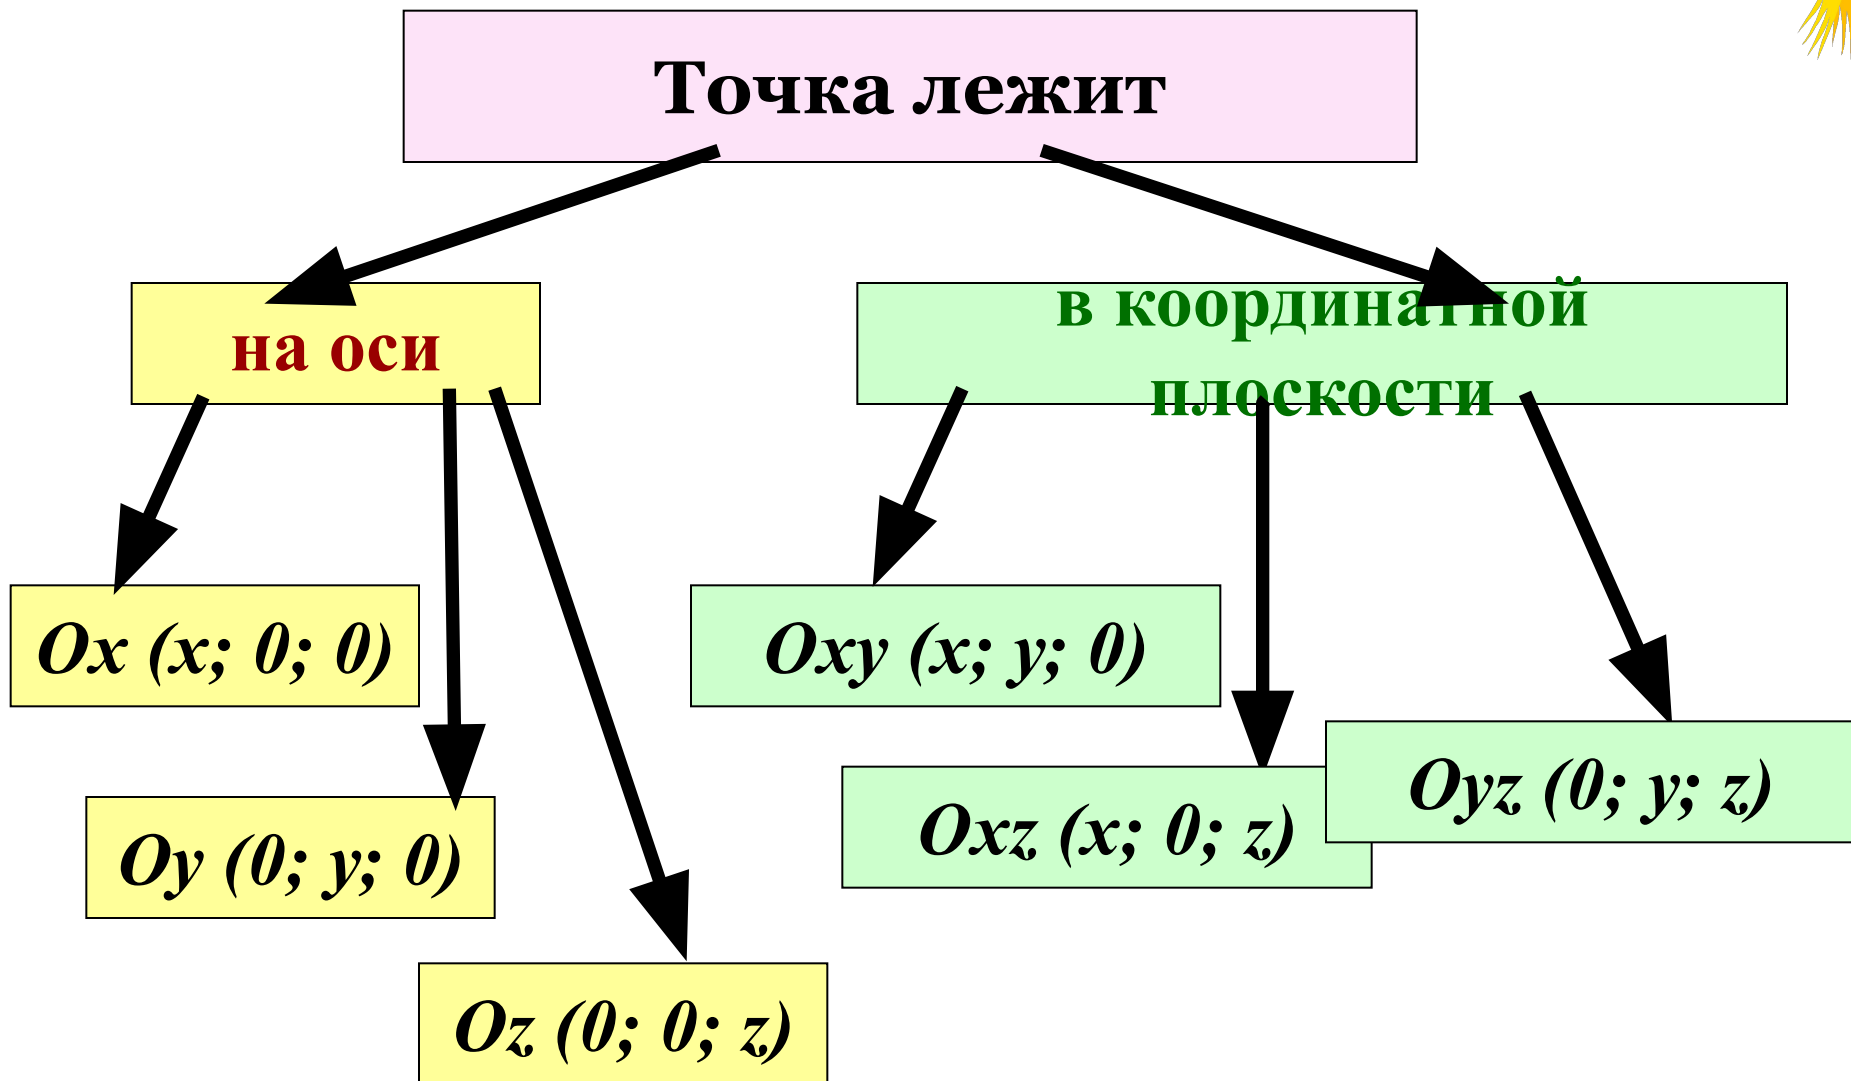 Точка лежит
на оси
в координатной
плоскости
Ox (x; 0; 0)
Oxy (x; y; 0)
Oyz (0; y; z)
Oxz (x; 0; z)
Oy (0; y; 0)
Oz (0; 0; z)